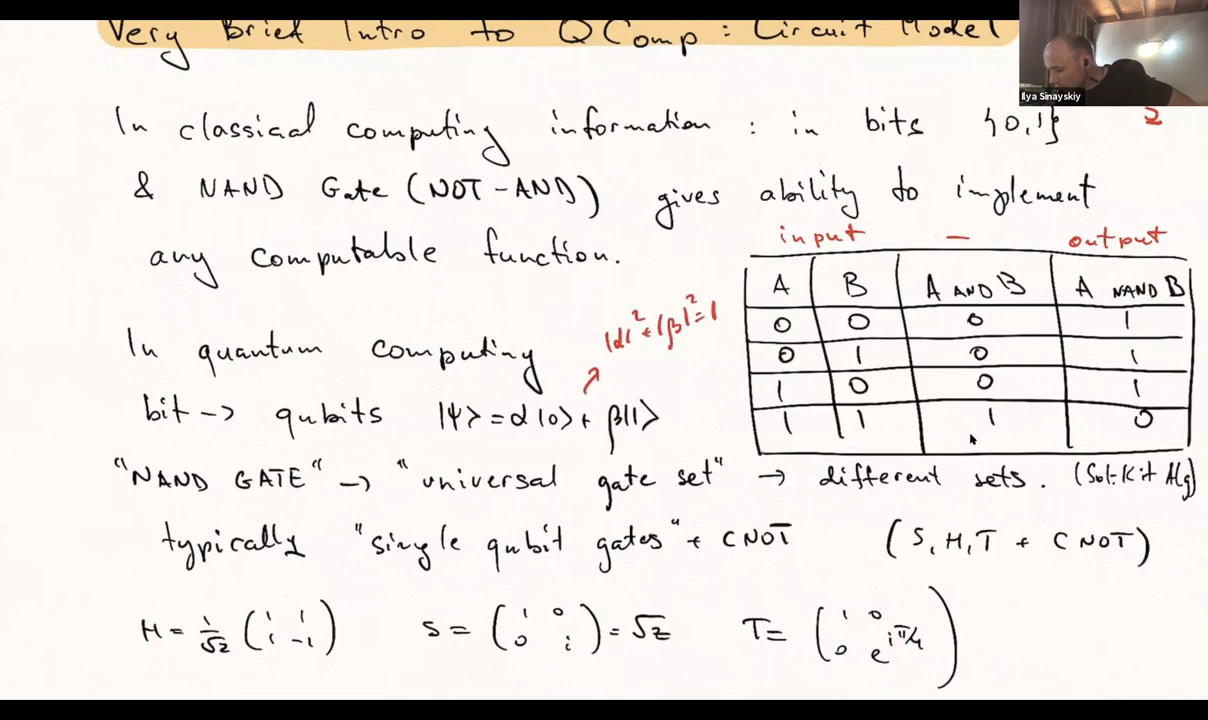 Very Brief Intro to QComp: Circuit Model
Ilya Sinayskiy
In classical computing information : in bits {0,1} 2
& NAND Gate (NOT-AND) gives ability to implement
any computable function.
input — output
A B A AND B A NAND B
0 0 0 1
0 1 0 1
1 0 0 1
1 1 1 0
|α|²+|β|²=1
In quantum computing
bit → qubits |ψ> = α|0> + β|1>
"NAND GATE" → "universal gate set" → different sets. (Sol-Kit Alg)
typically "single qubit gates" + CNOT (S, H, T + CNOT)
H = 1/√2 (1 1; 1 -1) S = (1 0; 0 i) = √Z T = (1 0; 0 e^{iπ/4})